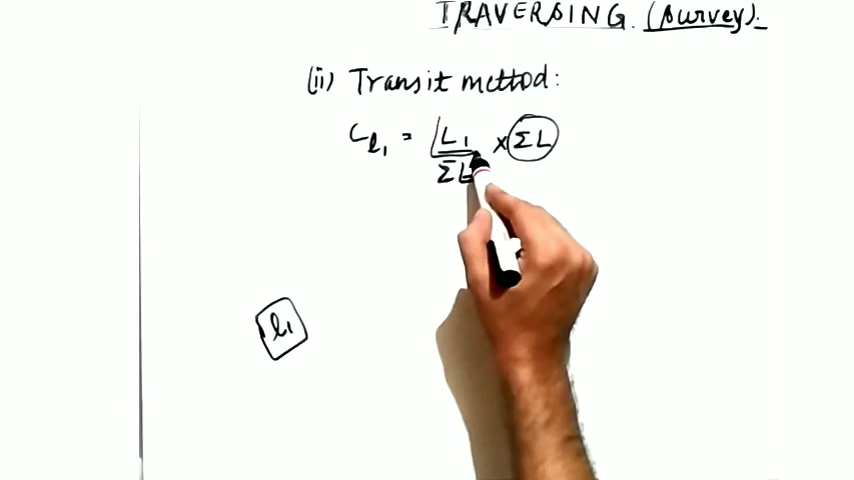 TRAVERSING. (survey).
(ii) Transit method:
Cℓ₁ = |L₁| / ΣL × ΣL
ℓ₁